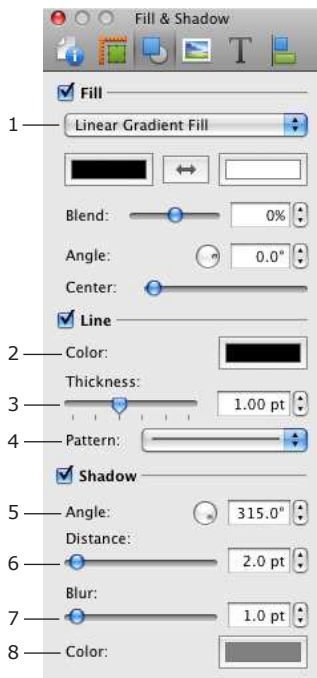 Fill & Shadow
T
Fill
1 Linear Gradient Fill
Blend: 0%
Angle: 0.0°
Center:
Line
2 Color:
Thickness:
3 1.00 pt
4 Pattern:
Shadow
5 Angle: 315.0°
Distance:
6 2.0 pt
Blur:
7 1.0 pt
8 Color: